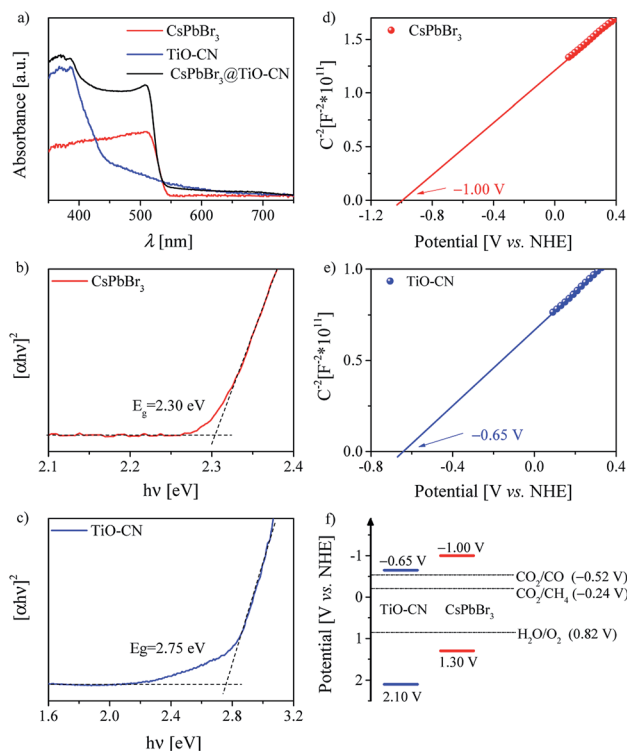 a)
CsPbBr3
TiO-CN
CsPbBr3@TiO-CN
Absorbance [a.u.]
400 500 600 700
λ [nm]
b)
CsPbBr3
[αhν]²
Eg=2.30 eV
2.1 2.2 2.3 2.4
hν [eV]
c)
TiO-CN
[αhν]²
Eg=2.75 eV
1.6 2.0 2.4 2.8 3.2
hν [eV]
d)
CsPbBr3
C⁻²[F⁻²*10¹¹]
1.5
1.0
0.5
0.0
−1.00 V
-1.2 -0.8 -0.4 0.0 0.4
Potential [V vs. NHE]
e)
TiO-CN
C⁻²[F⁻²*10¹¹]
1.0
0.5
0.0
−0.65 V
-0.8 -0.4 0.0 0.4
Potential [V vs. NHE]
f)
Potential [V vs. NHE]
-1
0
1
2
−0.65 V
−1.00 V
CO2/CO (−0.52 V)
CO2/CH4 (−0.24 V)
TiO-CN CsPbBr3
H2O/O2 (0.82 V)
1.30 V
2.10 V